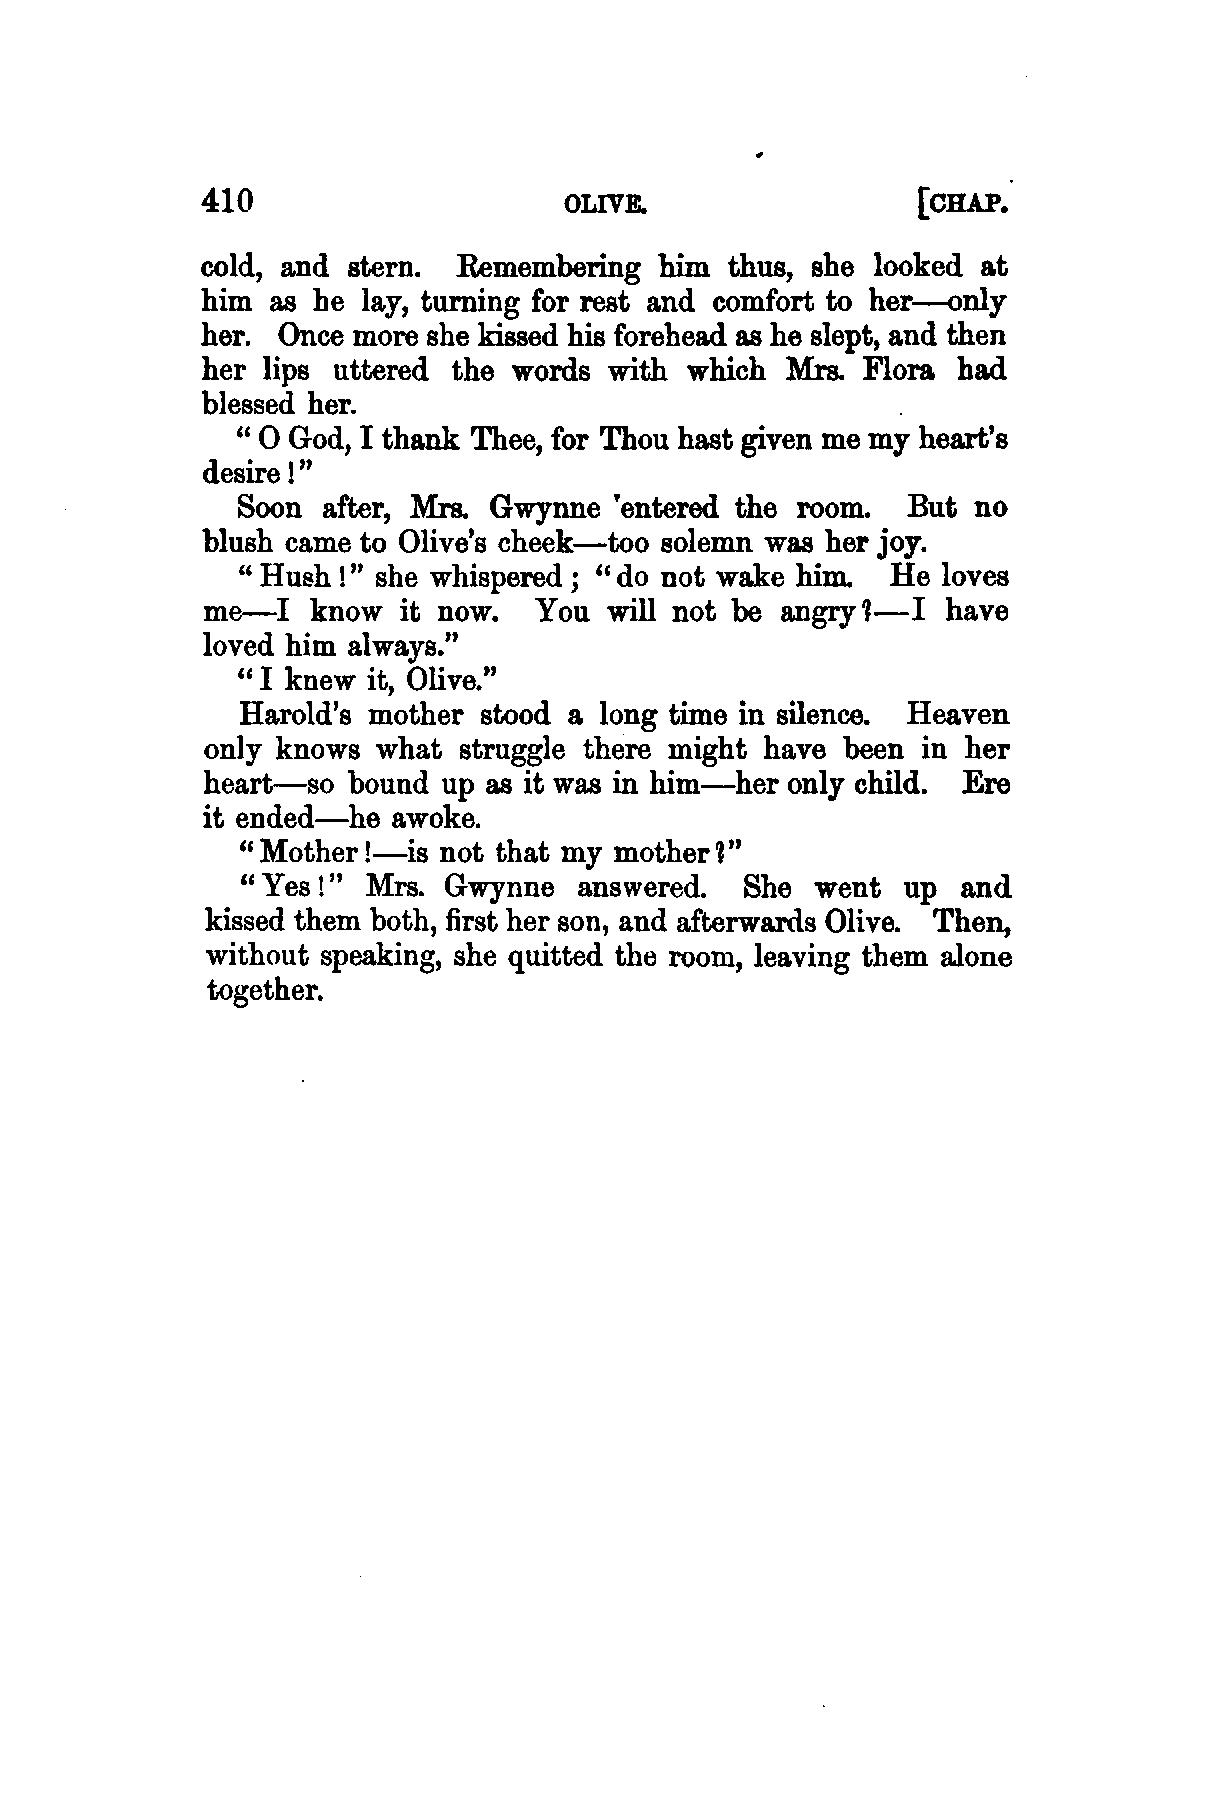 410 OLIVE. [CHAP.
cold, and stern. Remembering him thus, she looked at
him as he lay, turning for rest and comfort to her—only
her. Once more she kissed his forehead as he slept, and then
her lips uttered the words with which Mrs. Flora had
blessed her.
"O God, I thank Thee, for Thou hast given me my heart's
desire!"
Soon after, Mrs. Gwynne entered the room. But no
blush came to Olive's cheek—too solemn was her joy.
"Hush!" she whispered; "do not wake him. He loves
me—I know it now. You will not be angry?—I have
loved him always."
"I knew it, Olive."
Harold's mother stood a long time in silence. Heaven
only knows what struggle there might have been in her
heart—so bound up as it was in him—her only child. Ere
it ended—he awoke.
"Mother!—is not that my mother?"
"Yes!" Mrs. Gwynne answered. She went up and
kissed them both, first her son, and afterwards Olive. Then,
without speaking, she quitted the room, leaving them alone
together.